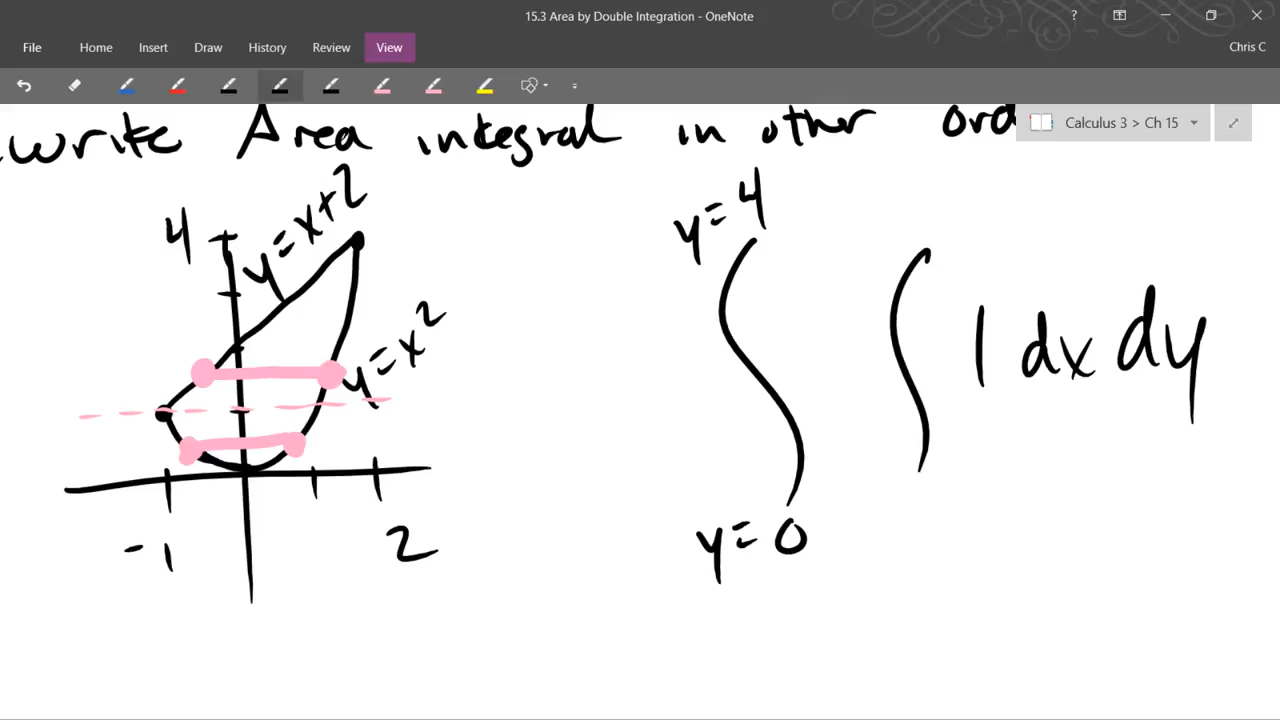 15.3 Area by Double Integration - OneNote
? 
File Home Insert Draw History Review View Chris C
write Area integral in other ord
Calculus 3 > Ch 15
4
y=x+2
y=x²
-1
2
y=4
∫ ∫ 1 dx dy
y=0